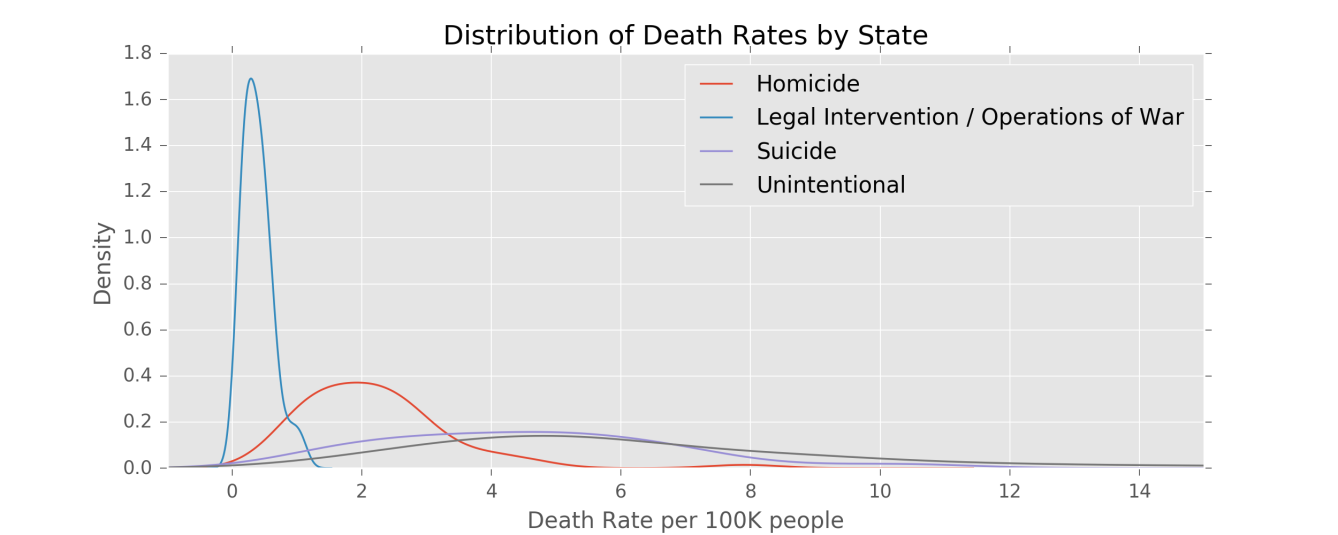 Distribution of Death Rates by State
1.8
1.6
1.4
1.2
1.0
0.8
0.6
0.4
0.2
0.0
Density
Homicide
Legal Intervention / Operations of War
Suicide
Unintentional
0 2 4 6 8 10 12 14
Death Rate per 100K people